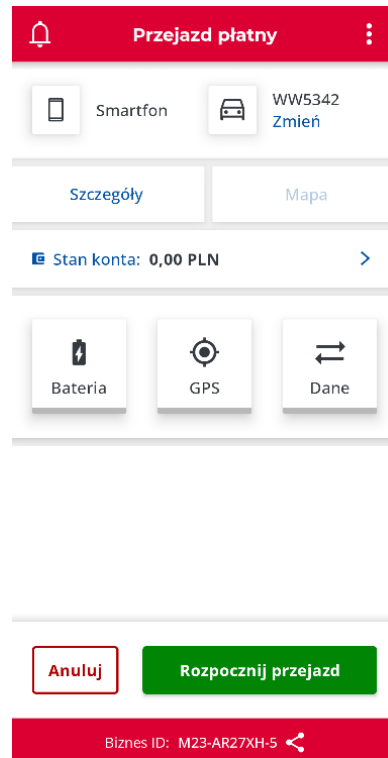 Przejazd płatny
Smartfon
WW5342
Zmień
Szczegóły
Mapa
Stan konta: 0,00 PLN
Bateria
GPS
Dane
Anuluj
Rozpocznij przejazd
Biznes ID: M23-AR27XH-5